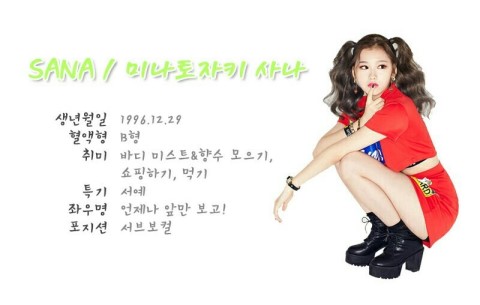 SANA / 미나토자키 사나
생년월일 1996.12.29
혈액형 B형
취미 바디 미스트&향수 모으기,
쇼핑하기, 먹기
특기 서예
좌우명 언제나 앞만 보고!
포지션 서브보컬